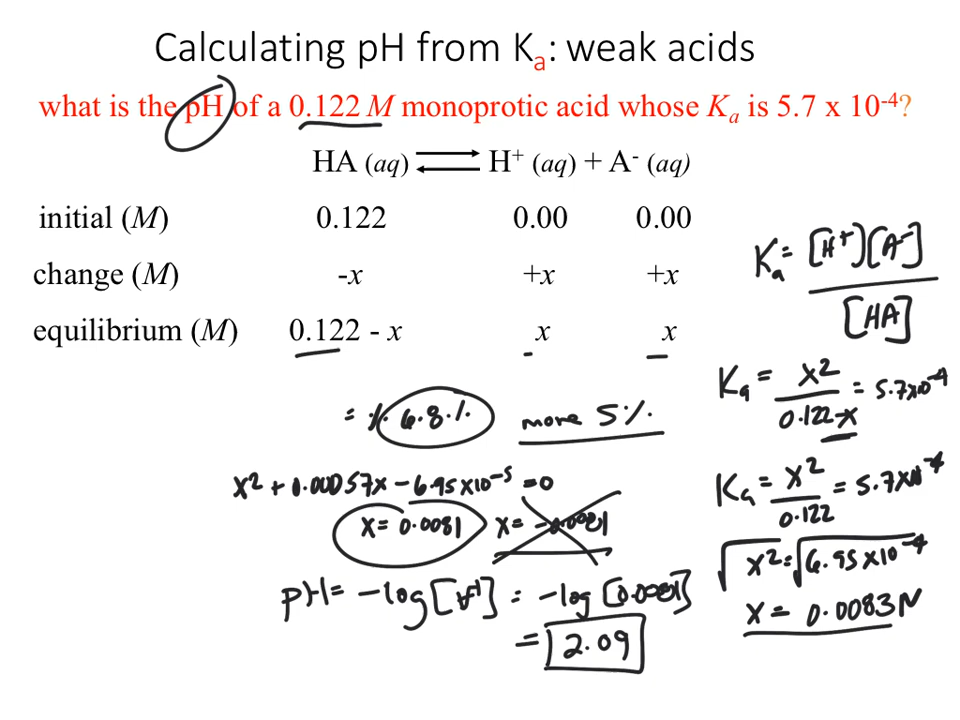 Calculating pH from Kₐ: weak acids
what is the pH of a 0.122 M monoprotic acid whose Kₐ is 5.7 x 10⁻⁴?
HA (aq) ⇌ H⁺ (aq) + A⁻ (aq)
initial (M) 0.122 0.00 0.00
change (M) -x +x +x
equilibrium (M) 0.122 - x x x
Kₐ = [H⁺][A⁻] / [HA]
Kₐ = x² / 0.122-x = 5.7x10⁻⁴
= 6.8% more 5%
x² + 0.00057x - 6.95x10⁻⁵ = 0
x = 0.0081 x = -0.0081
pH = -log[H⁺] = -log[0.0081]
= 2.09
Kₐ = x² / 0.122 = 5.7x10⁻⁴
√x² = √6.95x10⁻⁴
x = 0.0083 M